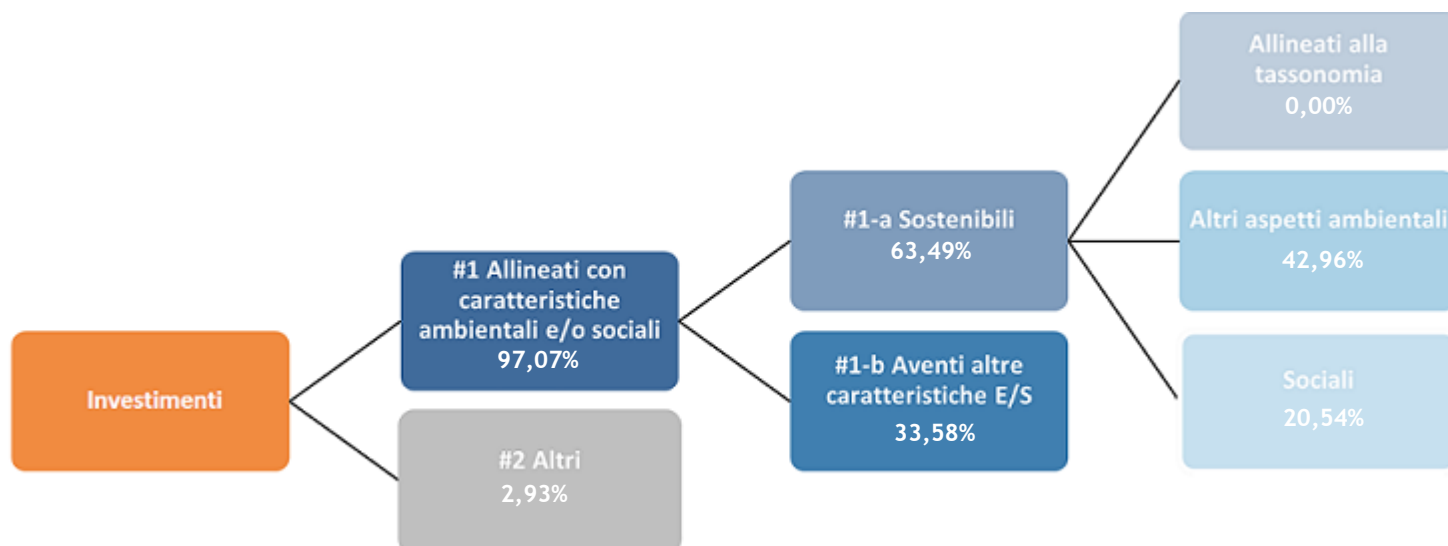 Investimenti
#1 Allineati con
caratteristiche
ambientali e/o sociali
97,07%
#2 Altri
2,93%
#1-a Sostenibili
63,49%
#1-b Aventi altre
caratteristiche E/S
33,58%
Allineati alla
tassonomia
0,00%
Altri aspetti ambientali
42,96%
Sociali
20,54%